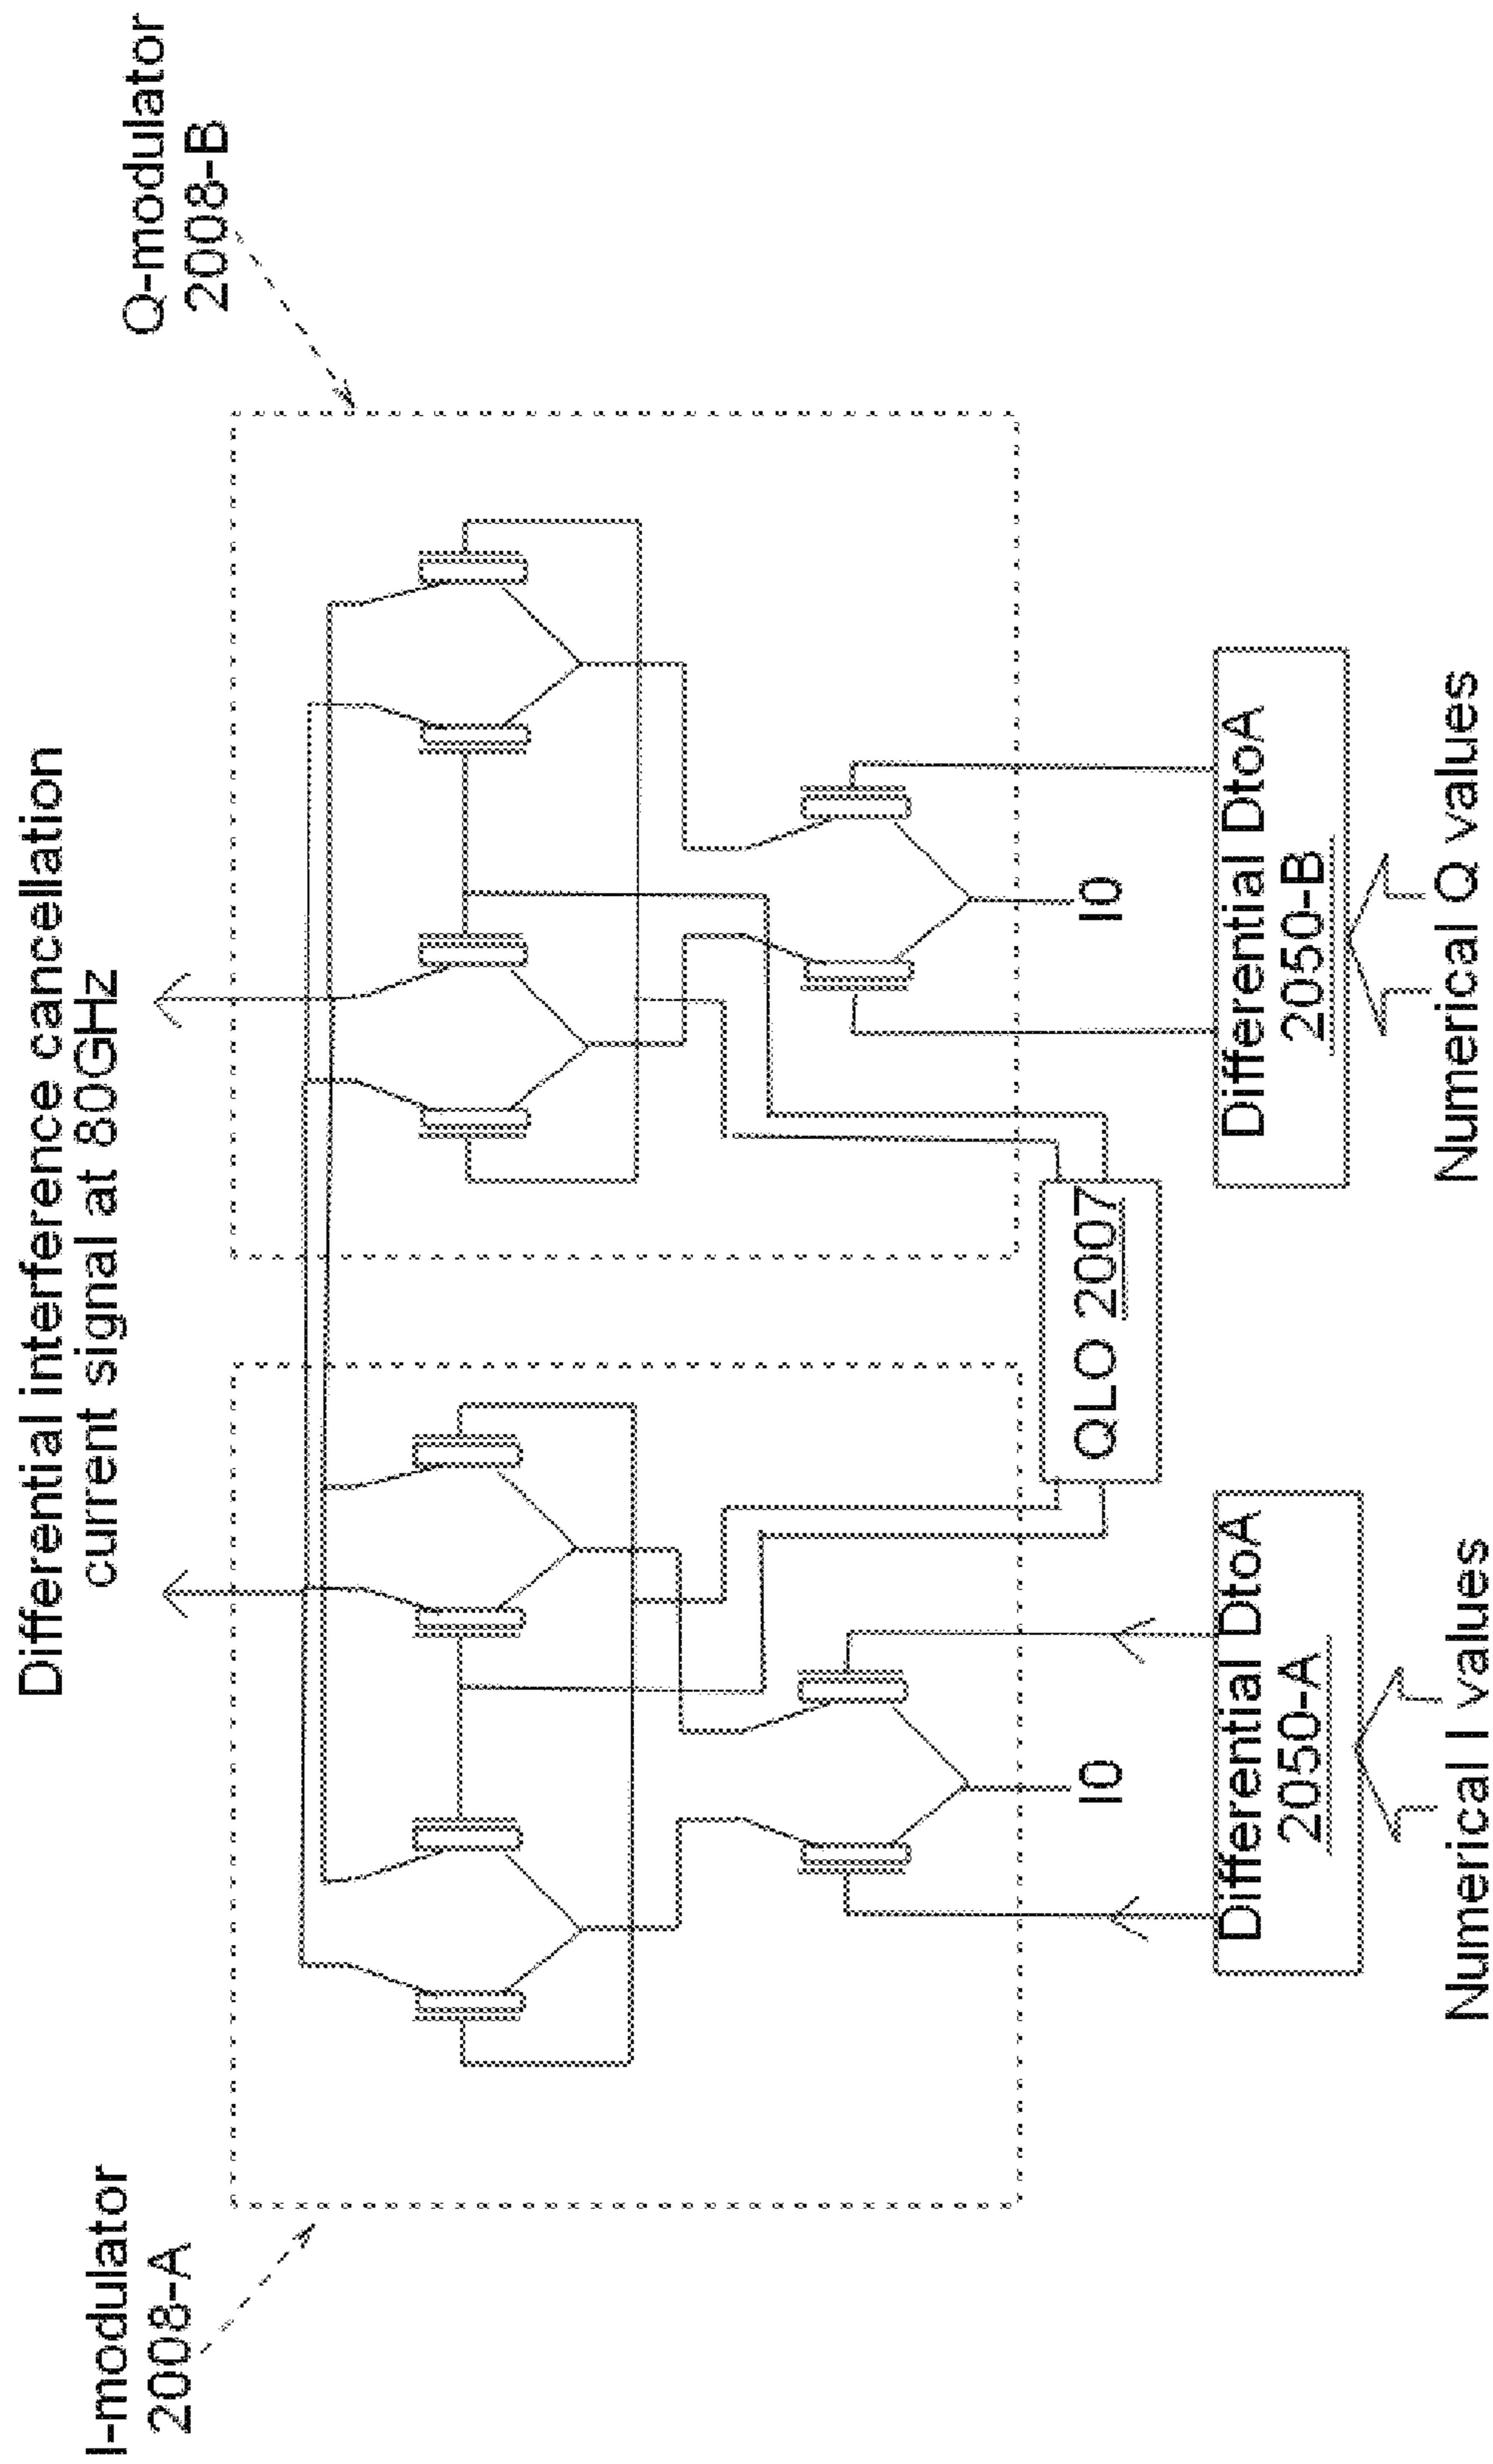 Differential interference cancellation
current signal at 80GHz
I-modulator
2008-A
Q-modulator
2008-B
I0
I0
QLO 2007
Differential DtoA
2050-A
Differential DtoA
2050-B
Numerical I values
Numerical Q values